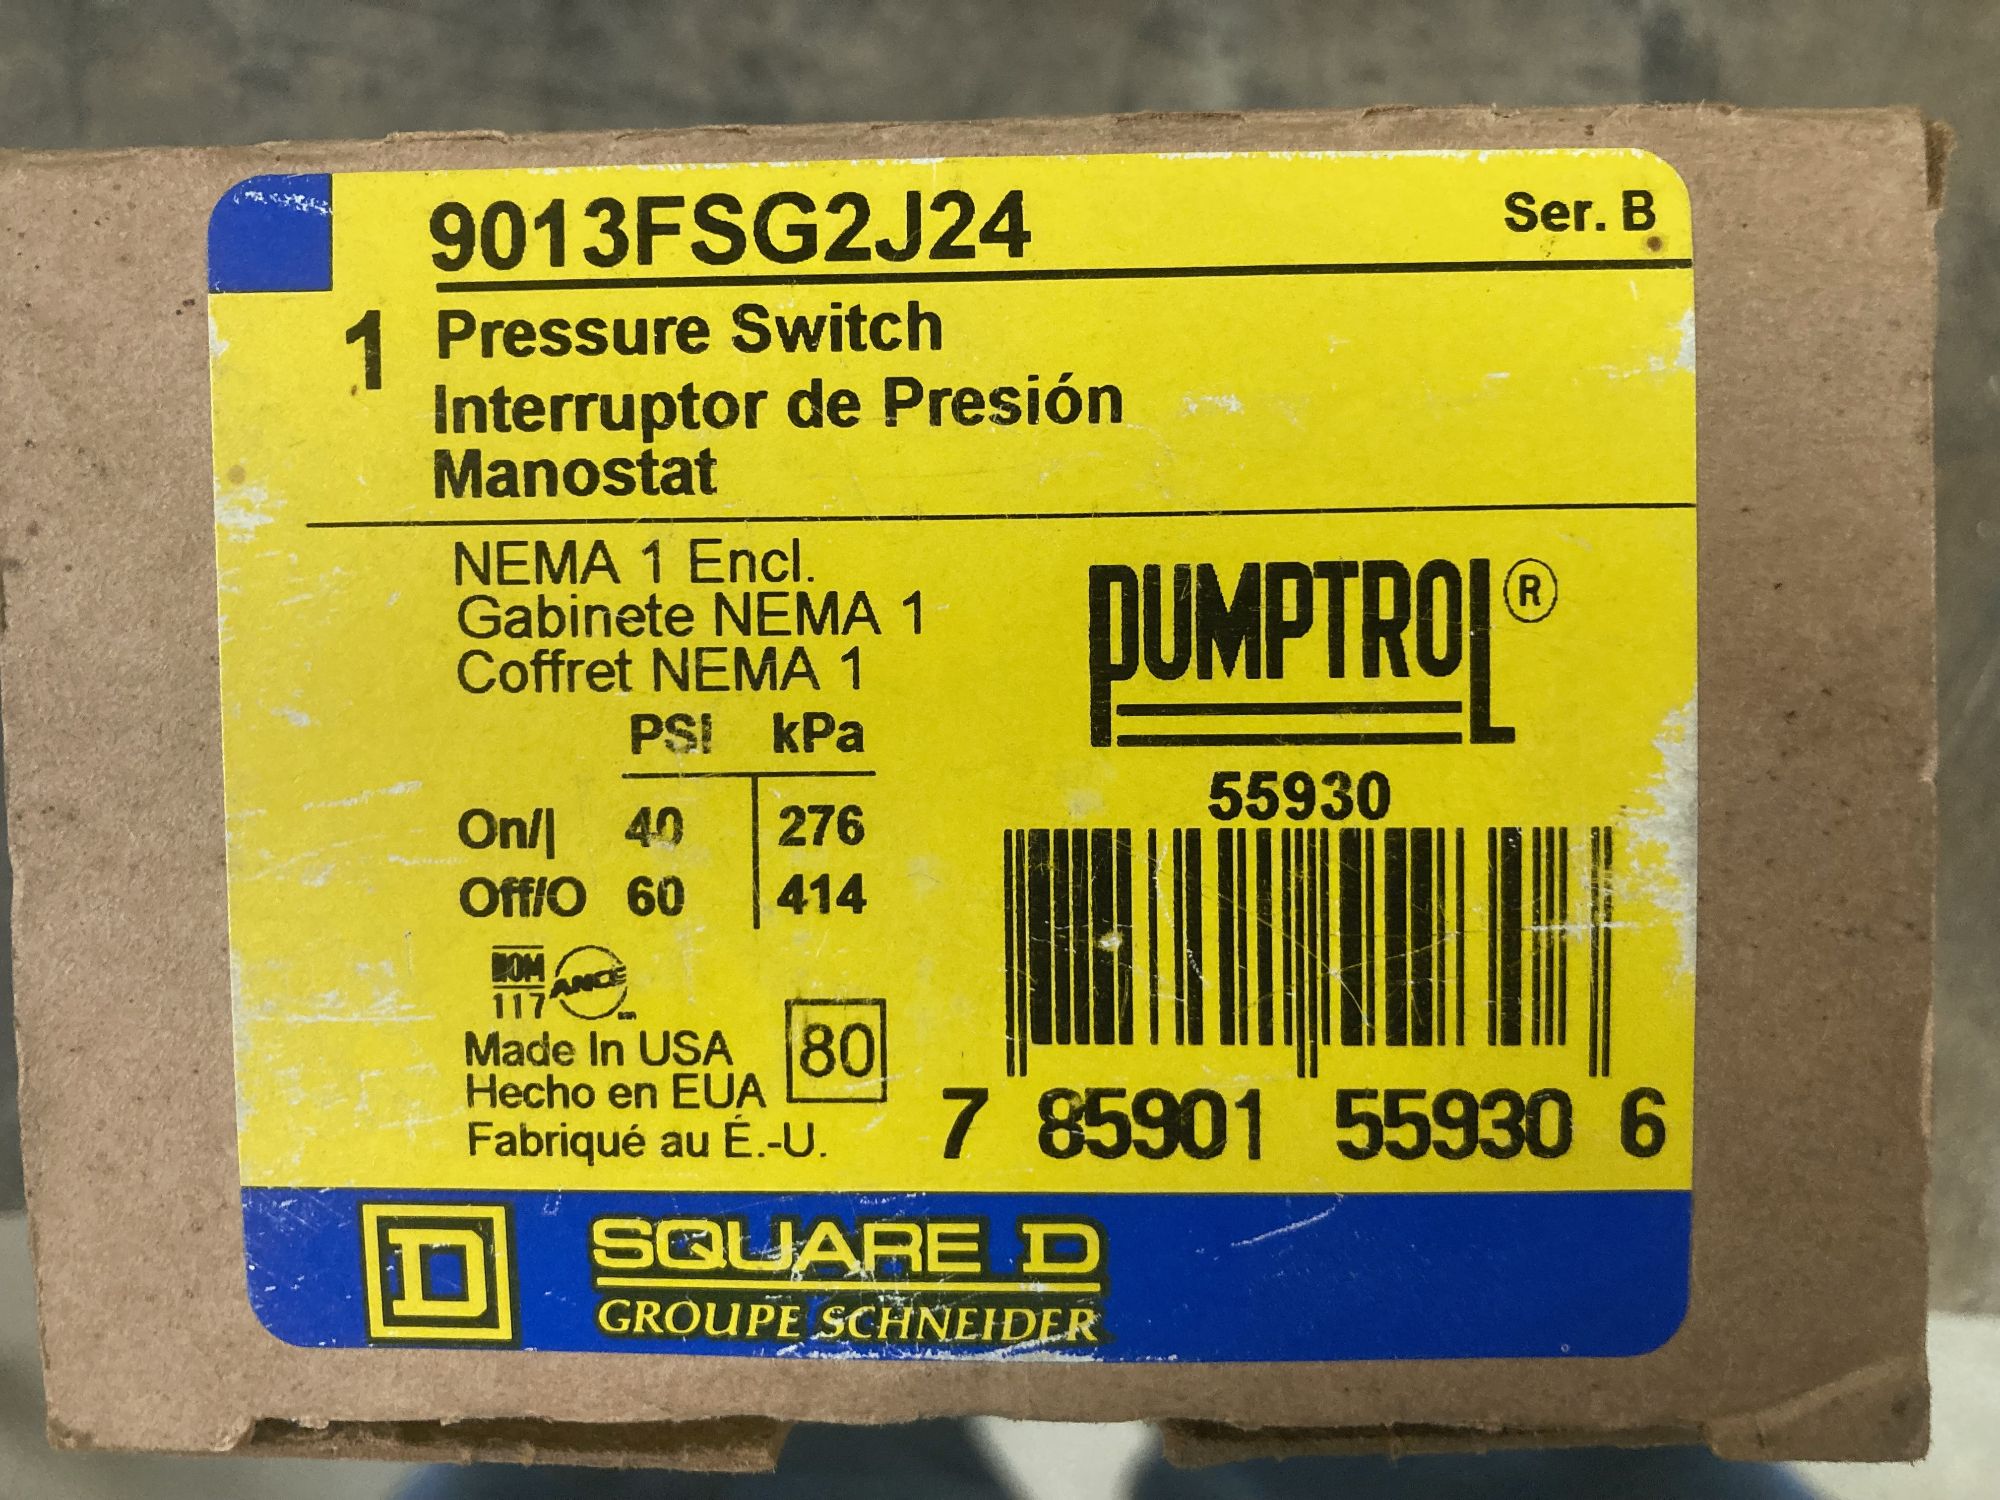 9013FSG2J24
Ser. B
1 Pressure Switch
Interruptor de Presión
Manostat
NEMA 1 Encl.
Gabinete NEMA 1
Coffret NEMA 1
PSI kPa
On/| 40 276
Off/O 60 414
PUMPTROL®
55930
7 85901 55930 6
NOM
117
ANCE
Made In USA
Hecho en EUA
Fabriqué au É.-U.
80
D
SQUARE D
GROUPE SCHNEIDER